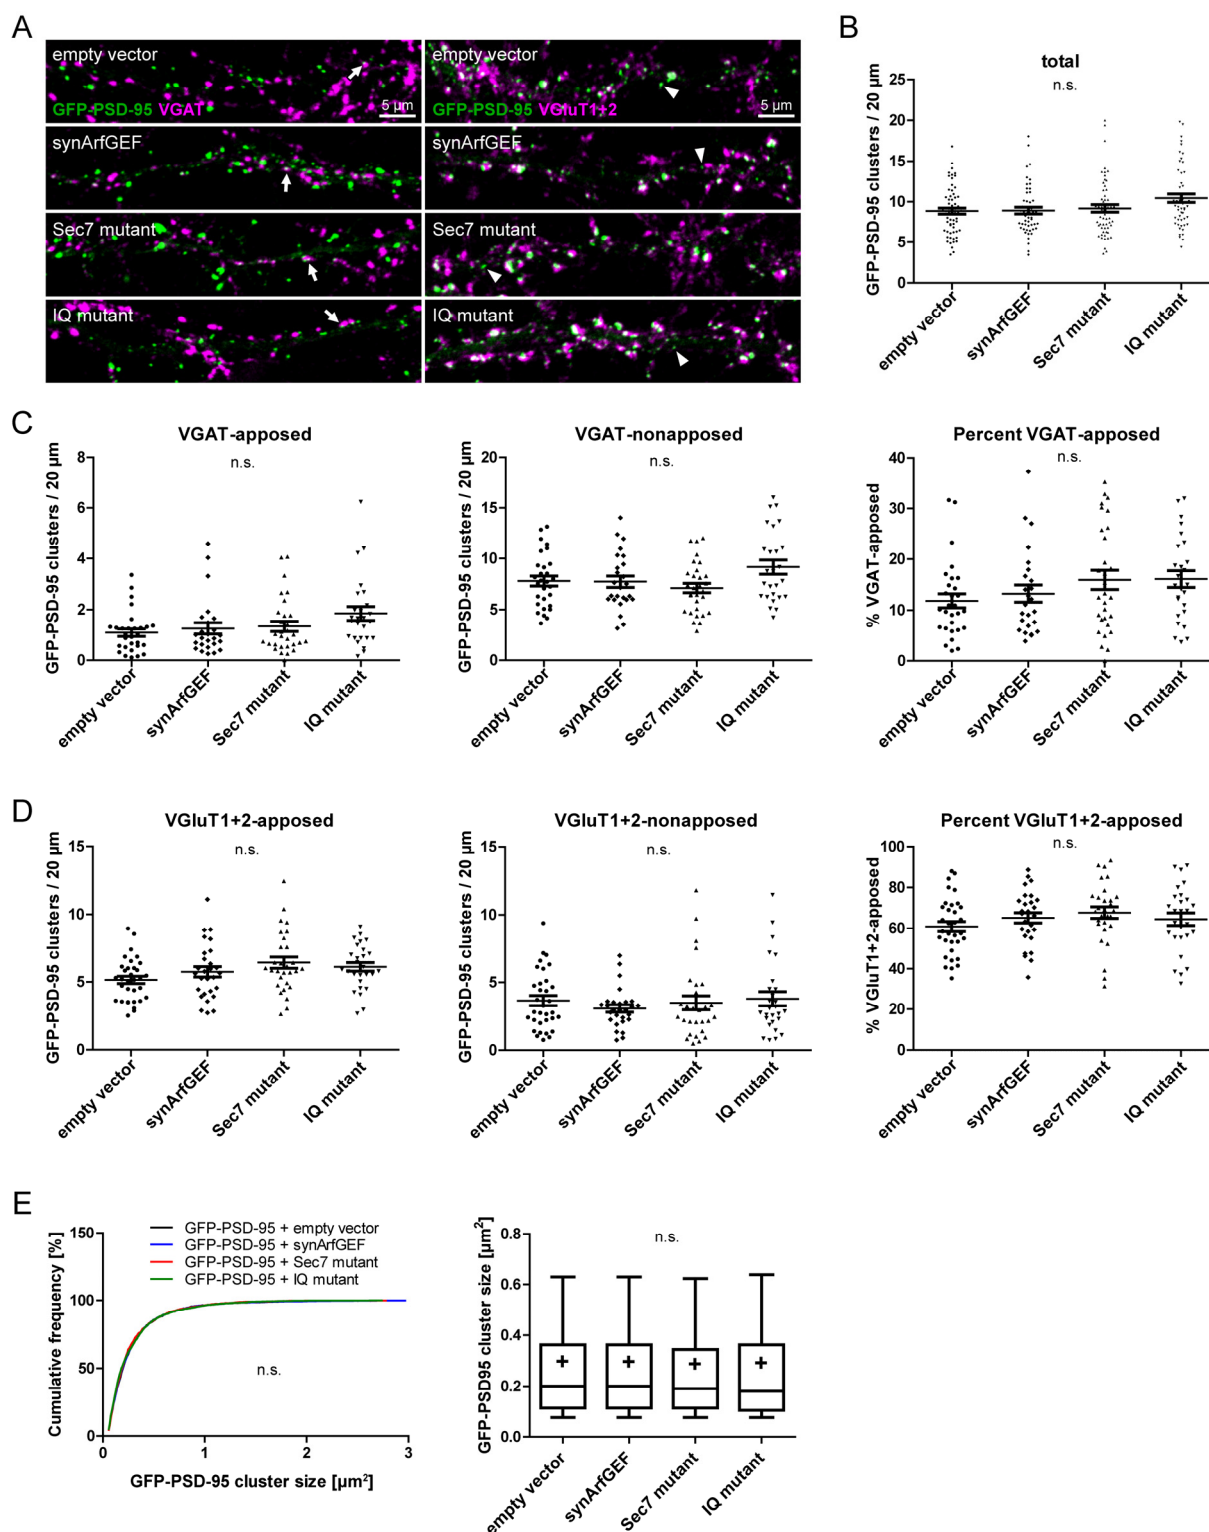 A
empty vector
GFP-PSD-95 VGAT
5 µm
empty vector
GFP-PSD-95 VGluT1+2
5 µm
synArfGEF
synArfGEF
Sec7 mutant
Sec7 mutant
IQ mutant
IQ mutant
B
total
n.s.
GFP-PSD-95 clusters / 20 µm
25
20
15
10
5
0
empty vector
synArfGEF
Sec7 mutant
IQ mutant
C
VGAT-apposed
n.s.
GFP-PSD-95 clusters / 20 µm
8
6
4
2
0
empty vector
synArfGEF
Sec7 mutant
IQ mutant
VGAT-nonapposed
n.s.
GFP-PSD-95 clusters / 20 µm
20
15
10
5
0
empty vector
synArfGEF
Sec7 mutant
IQ mutant
Percent VGAT-apposed
n.s.
% VGAT-apposed
40
30
20
10
0
empty vector
synArfGEF
Sec7 mutant
IQ mutant
D
VGluT1+2-apposed
n.s.
GFP-PSD-95 clusters / 20 µm
15
10
5
0
empty vector
synArfGEF
Sec7 mutant
IQ mutant
VGluT1+2-nonapposed
n.s.
GFP-PSD-95 clusters / 20 µm
15
10
5
0
empty vector
synArfGEF
Sec7 mutant
IQ mutant
Percent VGluT1+2-apposed
n.s.
% VGluT1+2-apposed
100
80
60
40
20
0
empty vector
synArfGEF
Sec7 mutant
IQ mutant
E
GFP-PSD-95 + empty vector
GFP-PSD-95 + synArfGEF
GFP-PSD-95 + Sec7 mutant
GFP-PSD-95 + IQ mutant
Cumulative frequency [%]
150
100
50
0
n.s.
0 1 2 3
GFP-PSD-95 cluster size [µm²]
n.s.
GFP-PSD95 cluster size [µm²]
0.8
0.6
0.4
0.2
0.0
empty vector
synArfGEF
Sec7 mutant
IQ mutant